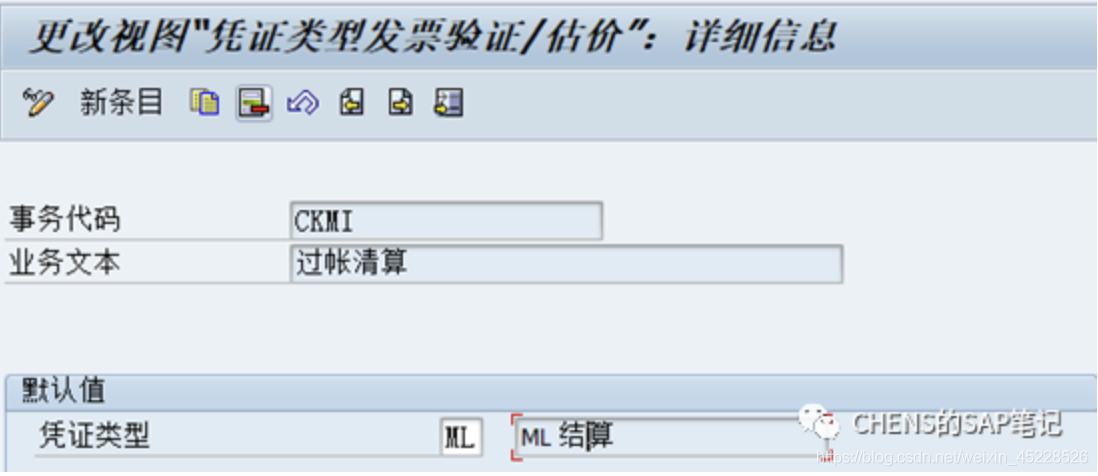 更改视图"凭证类型发票验证/估价": 详细信息
新条目
事务代码 CKMI
业务文本 过帐清算
默认值
凭证类型 ML ML 结算
CHENS的SAP笔记
https://blog.csdn.net/weixin_45228526